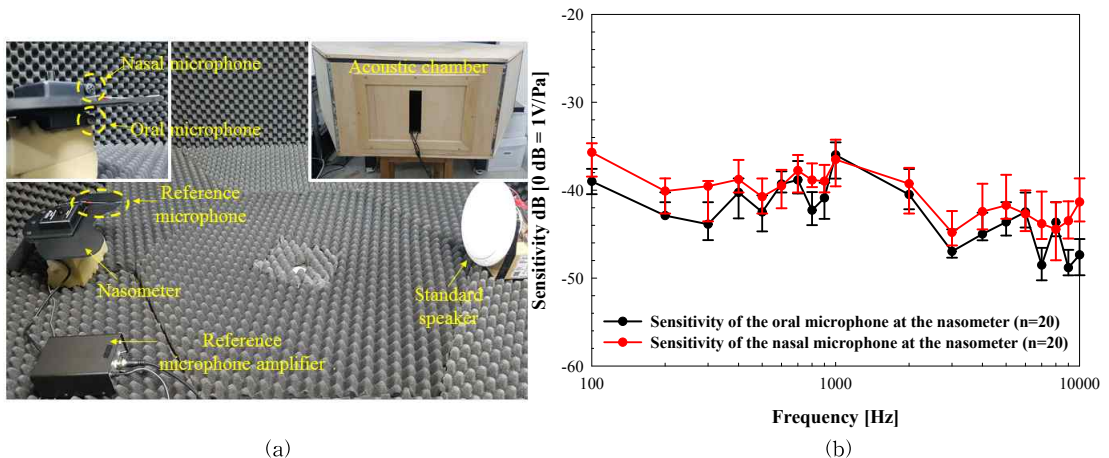 Nasal microphone
Acoustic chamber
Oral microphone
Reference
microphone
Nasometer
Standard
speaker
Reference
microphone amplifier
(a)
Sensitivity dB [0 dB = 1V/Pa]
-20
-30
-40
-50
-60
Sensitivity of the oral microphone at the nasometer (n=20)
Sensitivity of the nasal microphone at the nasometer (n=20)
100
1000
10000
Frequency [Hz]
(b)